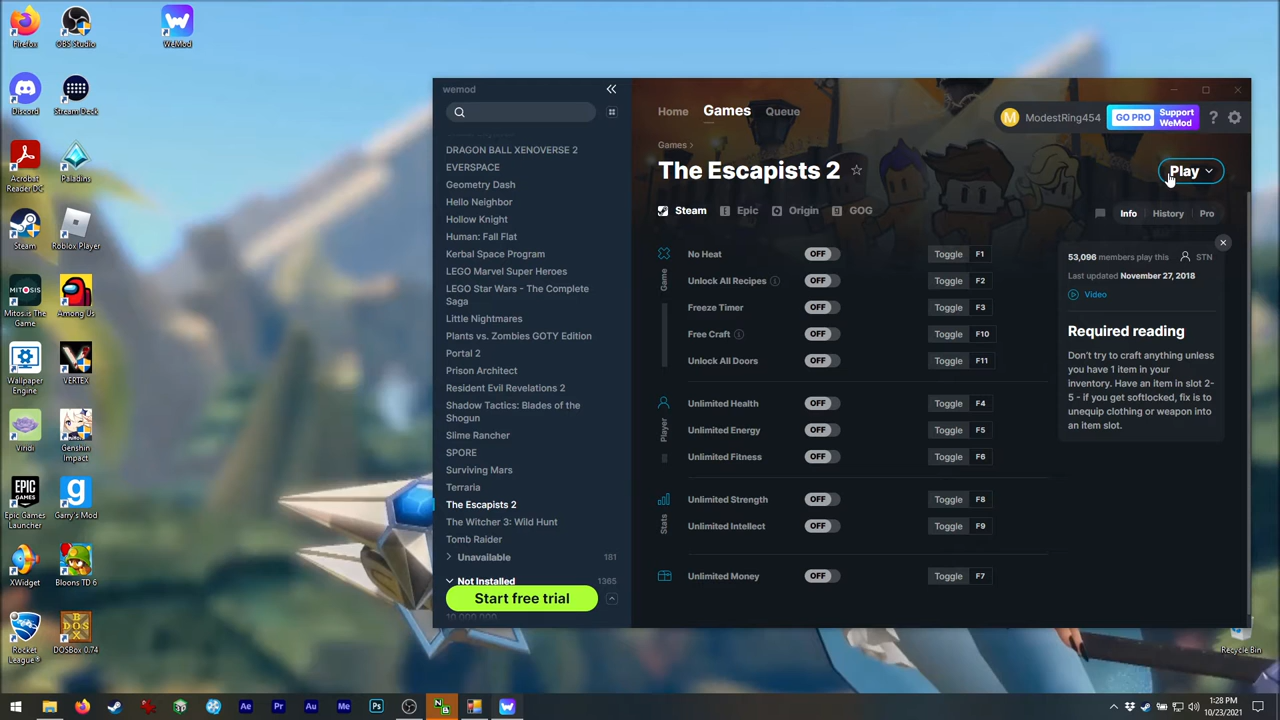 Firefox
OBS Studio
WeMod
Discord
Stream Deck
Acrobat
Reader DC
Paladins
Steam
Roblox Player
Mitos.is The
Game
Among Us
Wallpaper
Engine
VERTEX
Viridi
Genshin
Impact
EPIC
GAMES
Epic Games
Launcher
Garry's Mod
XWidget
Bloons TD 6
Rocket
League®
DOS
BOX
DOSBox 0.74
wemod
DRAGON BALL XENOVERSE 2
EVERSPACE
Geometry Dash
Hello Neighbor
Hollow Knight
Human: Fall Flat
Kerbal Space Program
LEGO Marvel Super Heroes
LEGO Star Wars - The Complete
Saga
Little Nightmares
Plants vs. Zombies GOTY Edition
Portal 2
Prison Architect
Resident Evil Revelations 2
Shadow Tactics: Blades of the
Shogun
Slime Rancher
SPORE
Surviving Mars
Terraria
The Escapists 2
The Witcher 3: Wild Hunt
Tomb Raider
Unavailable 181
Not Installed 1365
Start free trial
10,000,000
Home Games Queue
M ModestRing454 GO PRO Support
WeMod ?
Games ›
The Escapists 2
Play
Steam Epic Origin GOG
Info History Pro
Game
No Heat OFF Toggle F1
Unlock All Recipes OFF Toggle F2
Freeze Timer OFF Toggle F3
Free Craft OFF Toggle F10
Unlock All Doors OFF Toggle F11
Player
Unlimited Health OFF Toggle F4
Unlimited Energy OFF Toggle F5
Unlimited Fitness OFF Toggle F6
Stats
Unlimited Strength OFF Toggle F8
Unlimited Intellect OFF Toggle F9
Unlimited Money OFF Toggle F7
53,096 members play this STN
Last updated November 27, 2018
Video
Required reading
Don't try to craft anything unless
you have 1 item in your
inventory. Have an item in slot 2-
5 - if you get softlocked, fix is to
unequip clothing or weapon into
an item slot.
Recycle Bin
Ae Pr Au Me Ps
1:28 PM
10/23/2021